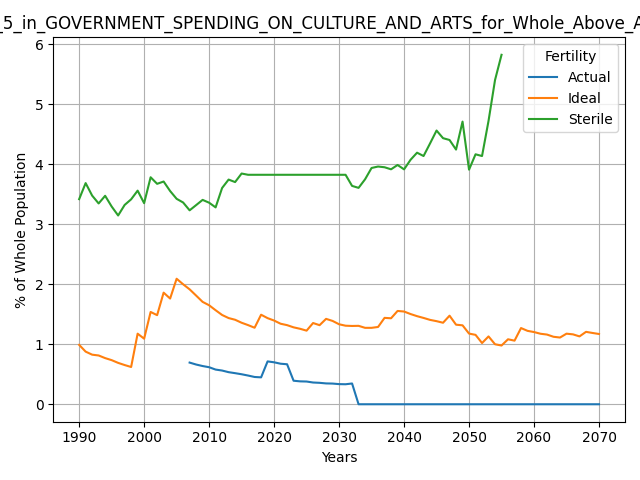 _5_in_GOVERNMENT_SPENDING_ON_CULTURE_AND_ARTS_for_Whole_Above_A
Fertility
Actual
Ideal
Sterile
% of Whole Population
6
5
4
3
2
1
0
1990 2000 2010 2020 2030 2040 2050 2060 2070
Years